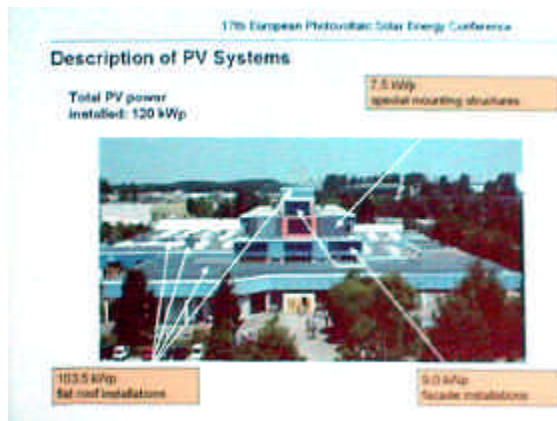 17th European Photovoltaic Solar Energy Conference
Description of PV Systems
Total PV power
installed: 120 kWp
7.5 kWp
special mounting structures
103.5 kWp
flat roof installations
9.0 kWp
facade installations